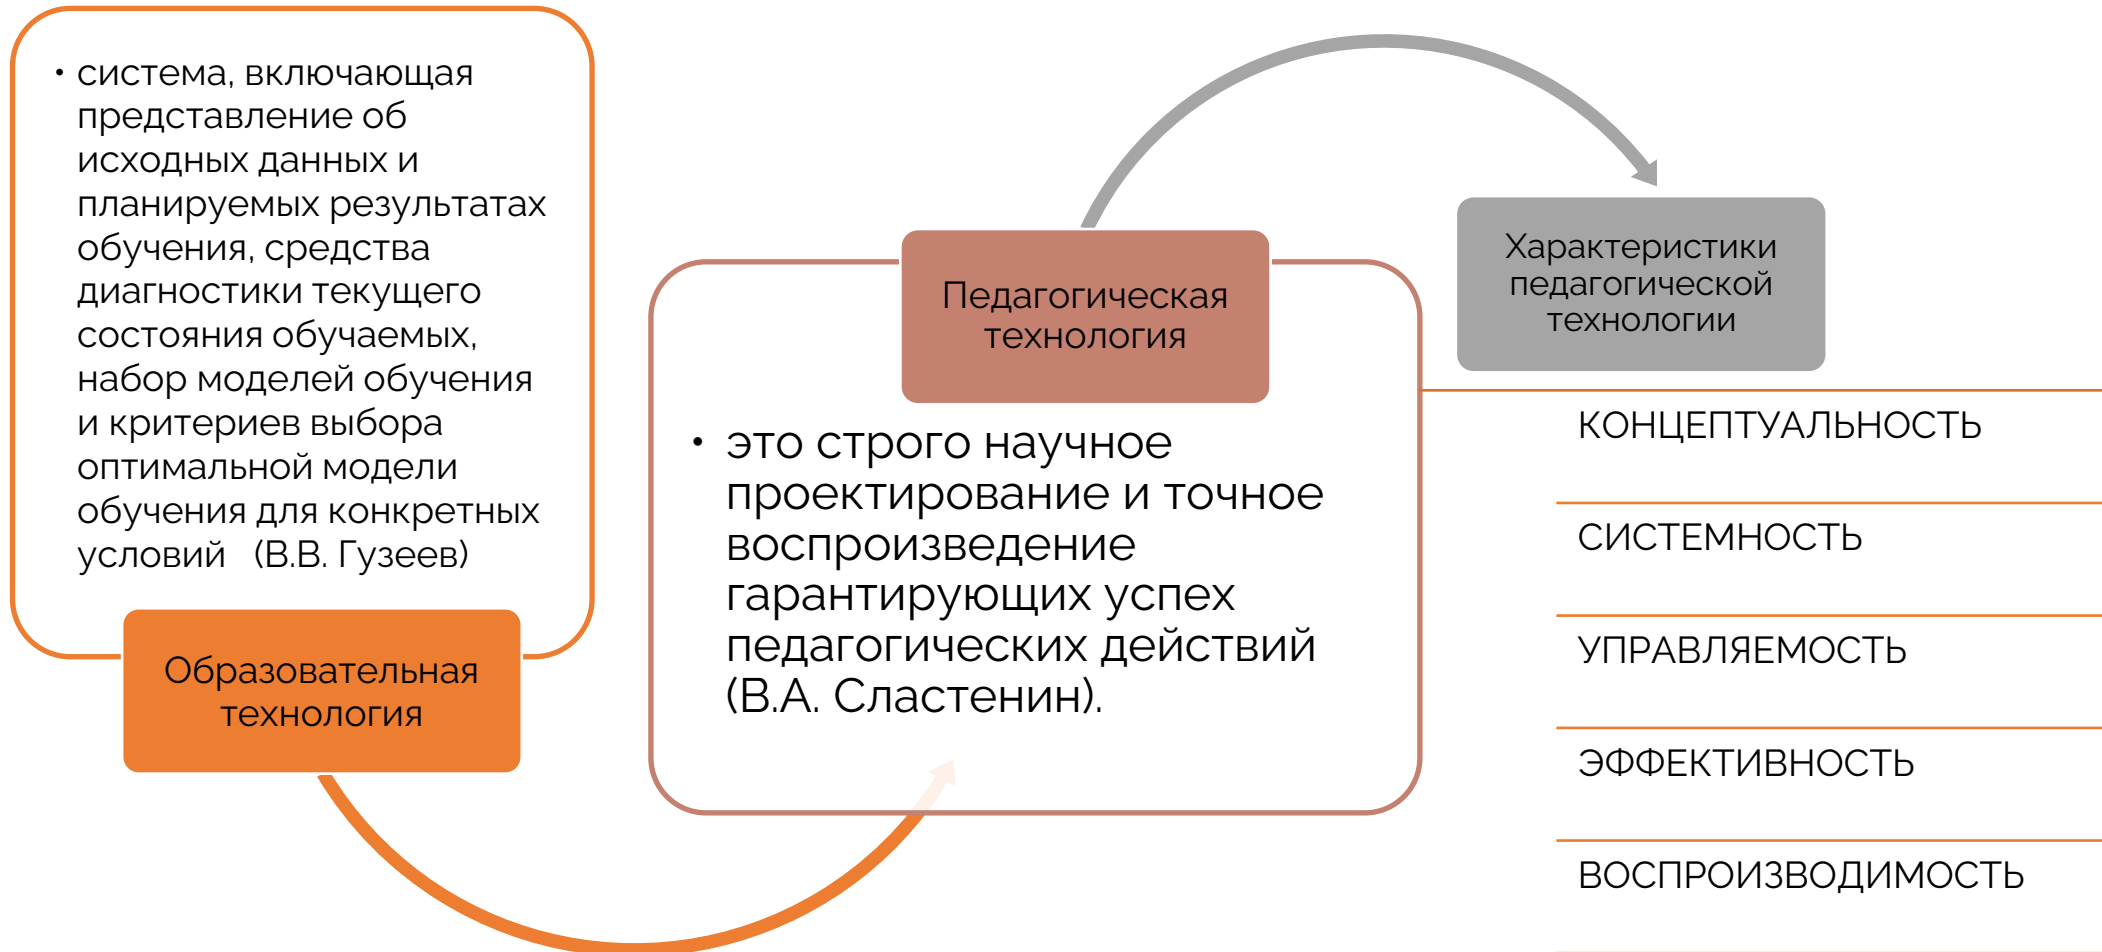 • система, включающая
представление об
исходных данных и
планируемых результатах
обучения, средства
диагностики текущего
состояния обучаемых,
набор моделей обучения
и критериев выбора
оптимальной модели
обучения для конкретных
условий (В.В. Гузеев)
Образовательная
технология
Педагогическая
технология
• это строго научное
проектирование и точное
воспроизведение
гарантирующих успех
педагогических действий
(В.А. Сластенин).
Характеристики
педагогической
технологии
КОНЦЕПТУАЛЬНОСТЬ
СИСТЕМНОСТЬ
УПРАВЛЯЕМОСТЬ
ЭФФЕКТИВНОСТЬ
ВОСПРОИЗВОДИМОСТЬ